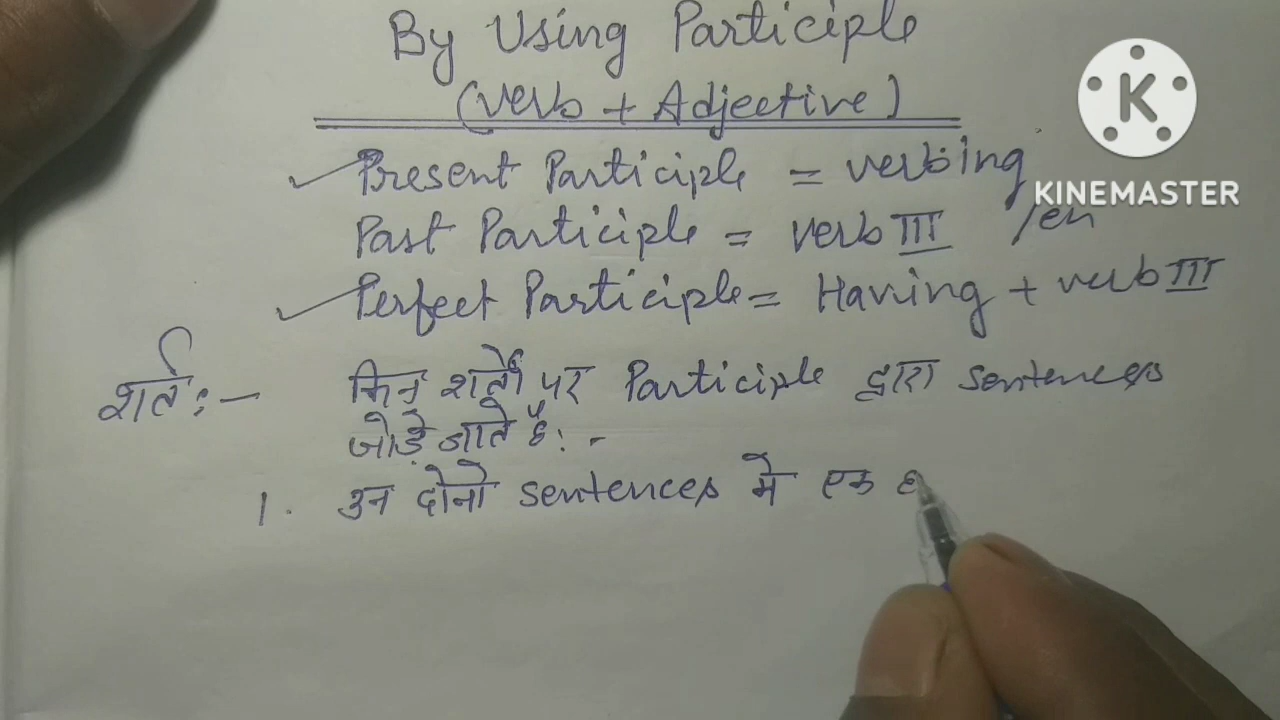 By Using Participle
(verb + Adjective)
Present Participle = verbing
Past Participle = verb III /en
Perfect Participle = Having + verb III
शर्त :- किन शर्तों पर Participle द्वारा sentences
जोड़े जाते है :-
1. उन दोनो sentences मे एक
K
KINEMASTER